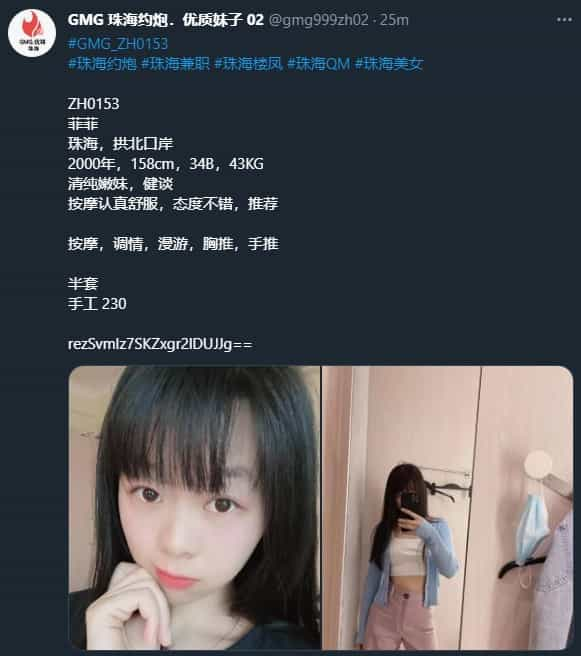 GMG 珠海约炮．优质妹子 02 @gmg999zh02 · 25m
#GMG_ZH0153
#珠海约炮 #珠海兼职 #珠海楼凤 #珠海QM #珠海美女
ZH0153
菲菲
珠海，拱北口岸
2000年，158cm，34B，43KG
清纯嫩妹，健谈
按摩认真舒服，态度不错，推荐
按摩，调情，漫游，胸推，手推
半套
手工 230
rezSvmlz7SKZxgr2lDUJJg==